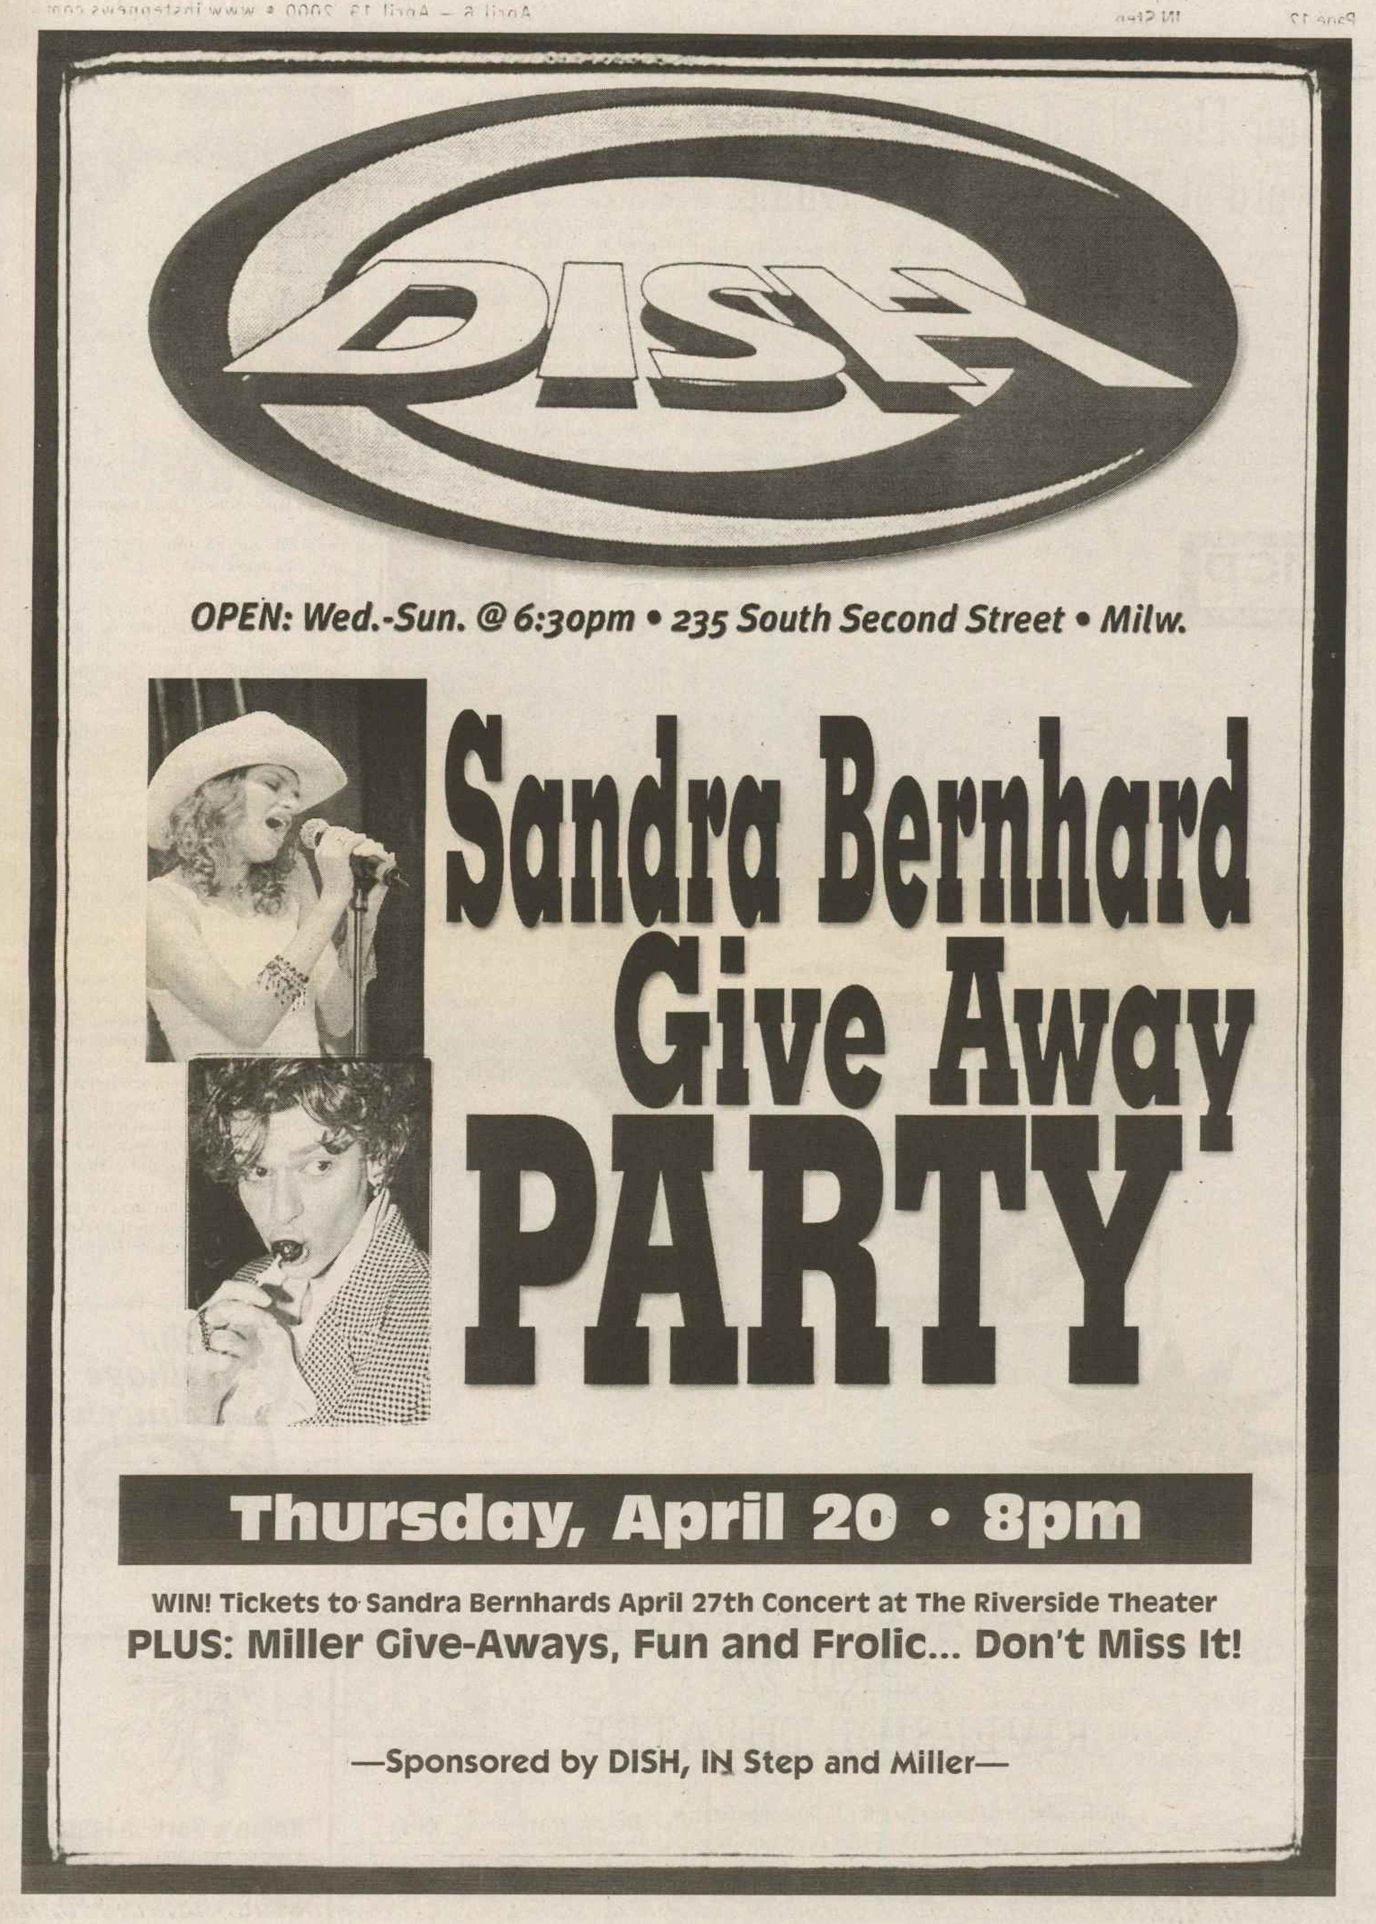 DISH
OPEN: Wed.-Sun. @ 6:30pm • 235 South Second Street • Milw.
Sandra Bernhard
Give Away
PARTY
Thursday, April 20 • 8pm
WIN! Tickets to Sandra Bernhards April 27th Concert at The Riverside Theater
PLUS: Miller Give-Aways, Fun and Frolic... Don't Miss It!
—Sponsored by DISH, IN Step and Miller—